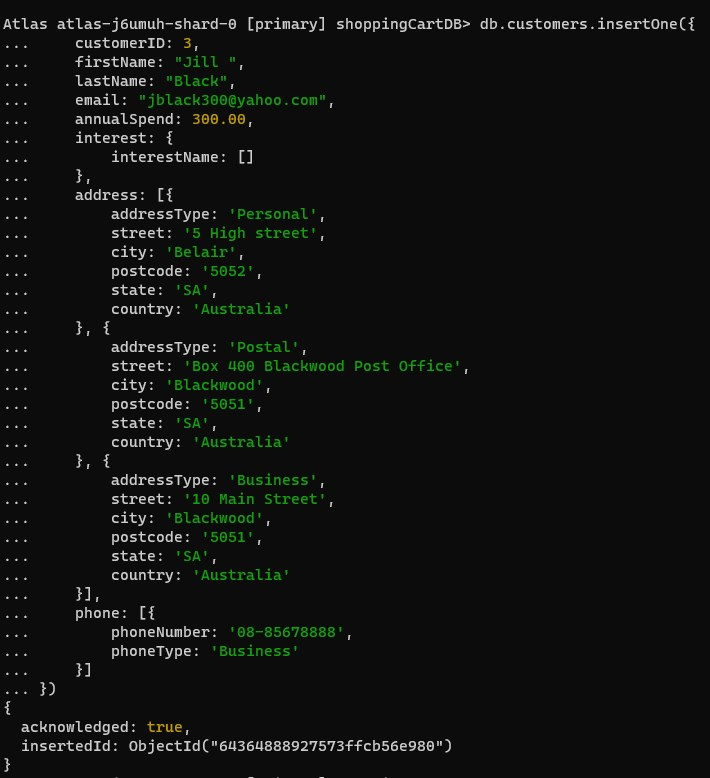 Atlas atlas-j6umuh-shard-0 [primary] shoppingCartDB> db.customers.insertOne({
...     customerID: 3,
...     firstName: "Jill ",
...     lastName: "Black",
...     email: "jblack300@yahoo.com",
...     annualSpend: 300.00,
...     interest: {
...         interestName: []
...     },
...     address: [{
...         addressType: 'Personal',
...         street: '5 High street',
...         city: 'Belair',
...         postcode: '5052',
...         state: 'SA',
...         country: 'Australia'
...     }, {
...         addressType: 'Postal',
...         street: 'Box 400 Blackwood Post Office',
...         city: 'Blackwood',
...         postcode: '5051',
...         state: 'SA',
...         country: 'Australia'
...     }, {
...         addressType: 'Business',
...         street: '10 Main Street',
...         city: 'Blackwood',
...         postcode: '5051',
...         state: 'SA',
...         country: 'Australia'
...     }],
...     phone: [{
...         phoneNumber: '08-85678888',
...         phoneType: 'Business'
...     }]
... })
{
  acknowledged: true,
  insertedId: ObjectId("64364888927573ffcb56e980")
}